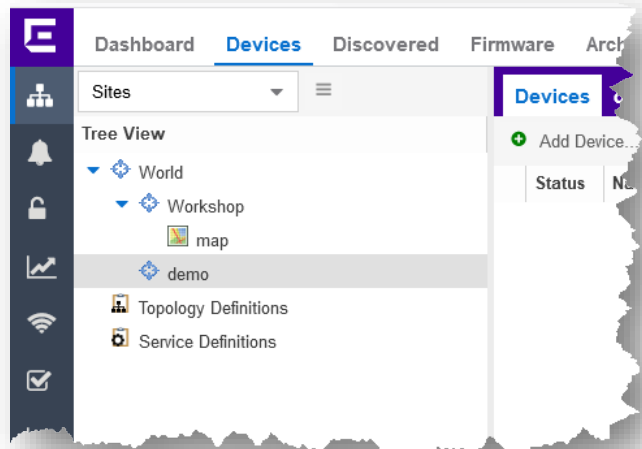 Dashboard Devices Discovered Firmware
Sites
Devices
Tree View
Add Device...
World
Status
Workshop
map
demo
Topology Definitions
Service Definitions